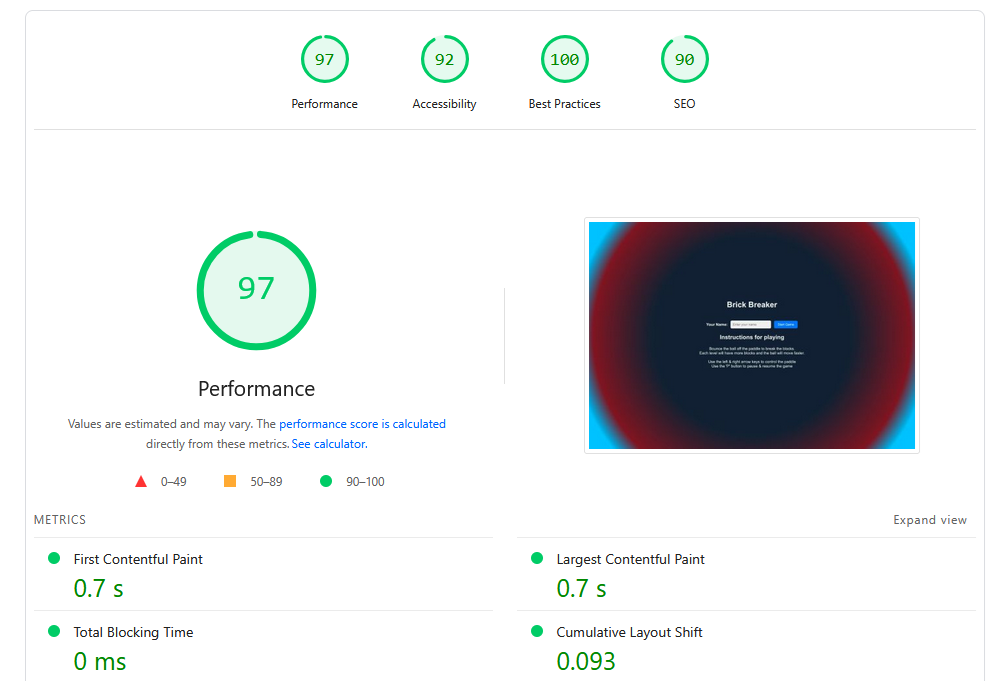 97 92 100 90
Performance Accessibility Best Practices SEO
97
Performance
Values are estimated and may vary. The performance score is calculated
directly from these metrics. See calculator.
0–49 50–89 90–100
Brick Breaker
Your Name: Enter your name Start Game
Instructions for playing
Bounce the ball off the paddle to break the blocks.
Each level will have more blocks and the ball will move faster.
Use the left & right arrow keys to control the paddle
Use the 'P' button to pause & resume the game
METRICS Expand view
First Contentful Paint
0.7 s
Largest Contentful Paint
0.7 s
Total Blocking Time
0 ms
Cumulative Layout Shift
0.093